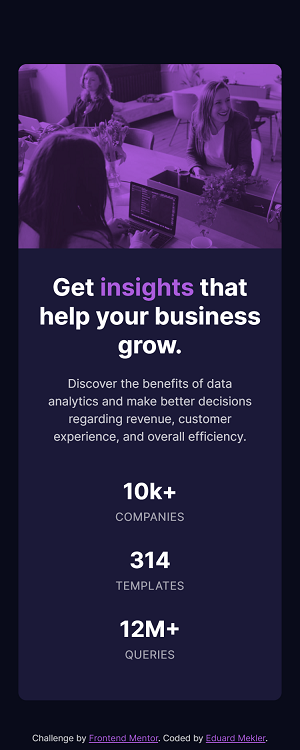 Get insights that
help your business
grow.
Discover the benefits of data
analytics and make better decisions
regarding revenue, customer
experience, and overall efficiency.
10k+
COMPANIES
314
TEMPLATES
12M+
QUERIES
Challenge by Frontend Mentor. Coded by Eduard Mekler.